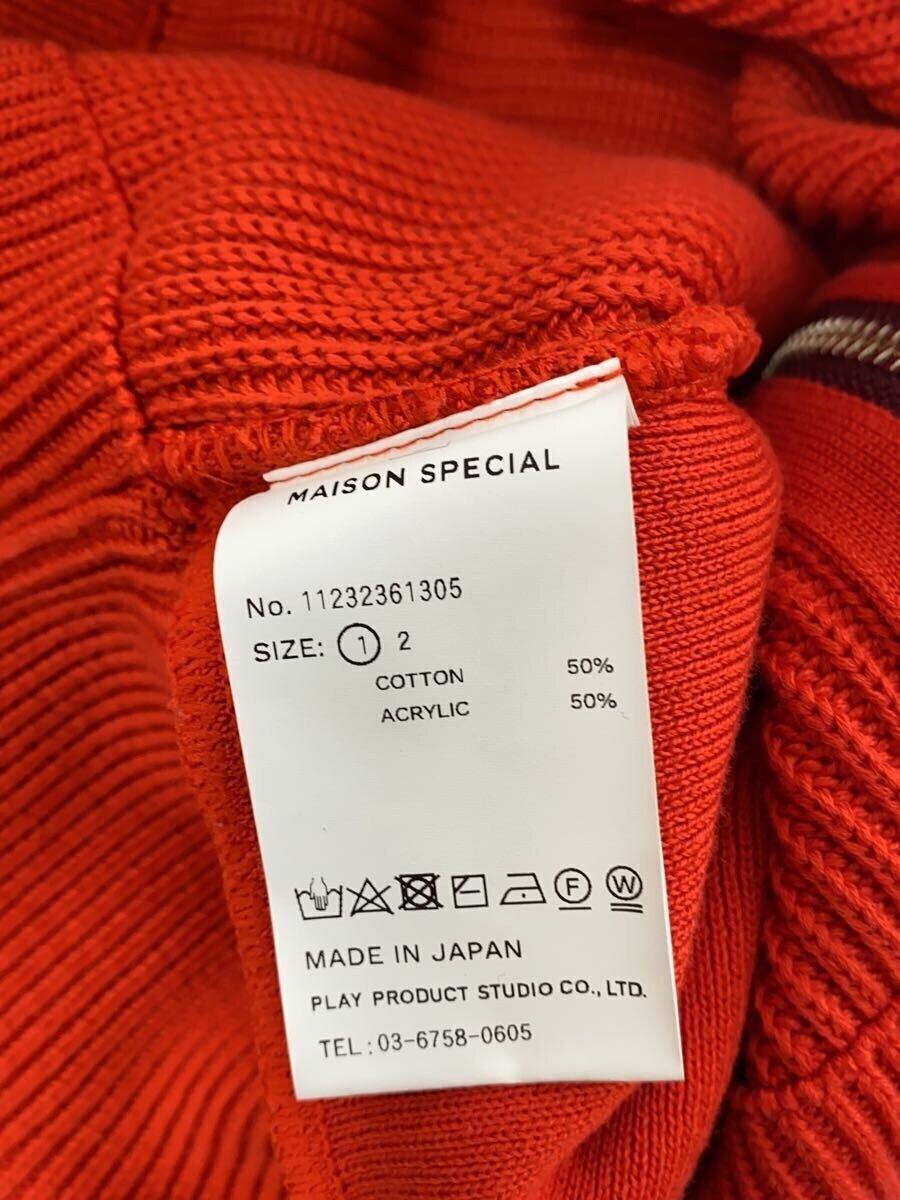 MAISON SPECIAL
No. 11232361305
SIZE: 1 2
COTTON 50%
ACRYLIC 50%
F W
MADE IN JAPAN
PLAY PRODUCT STUDIO CO., LTD.
TEL : 03-6758-0605